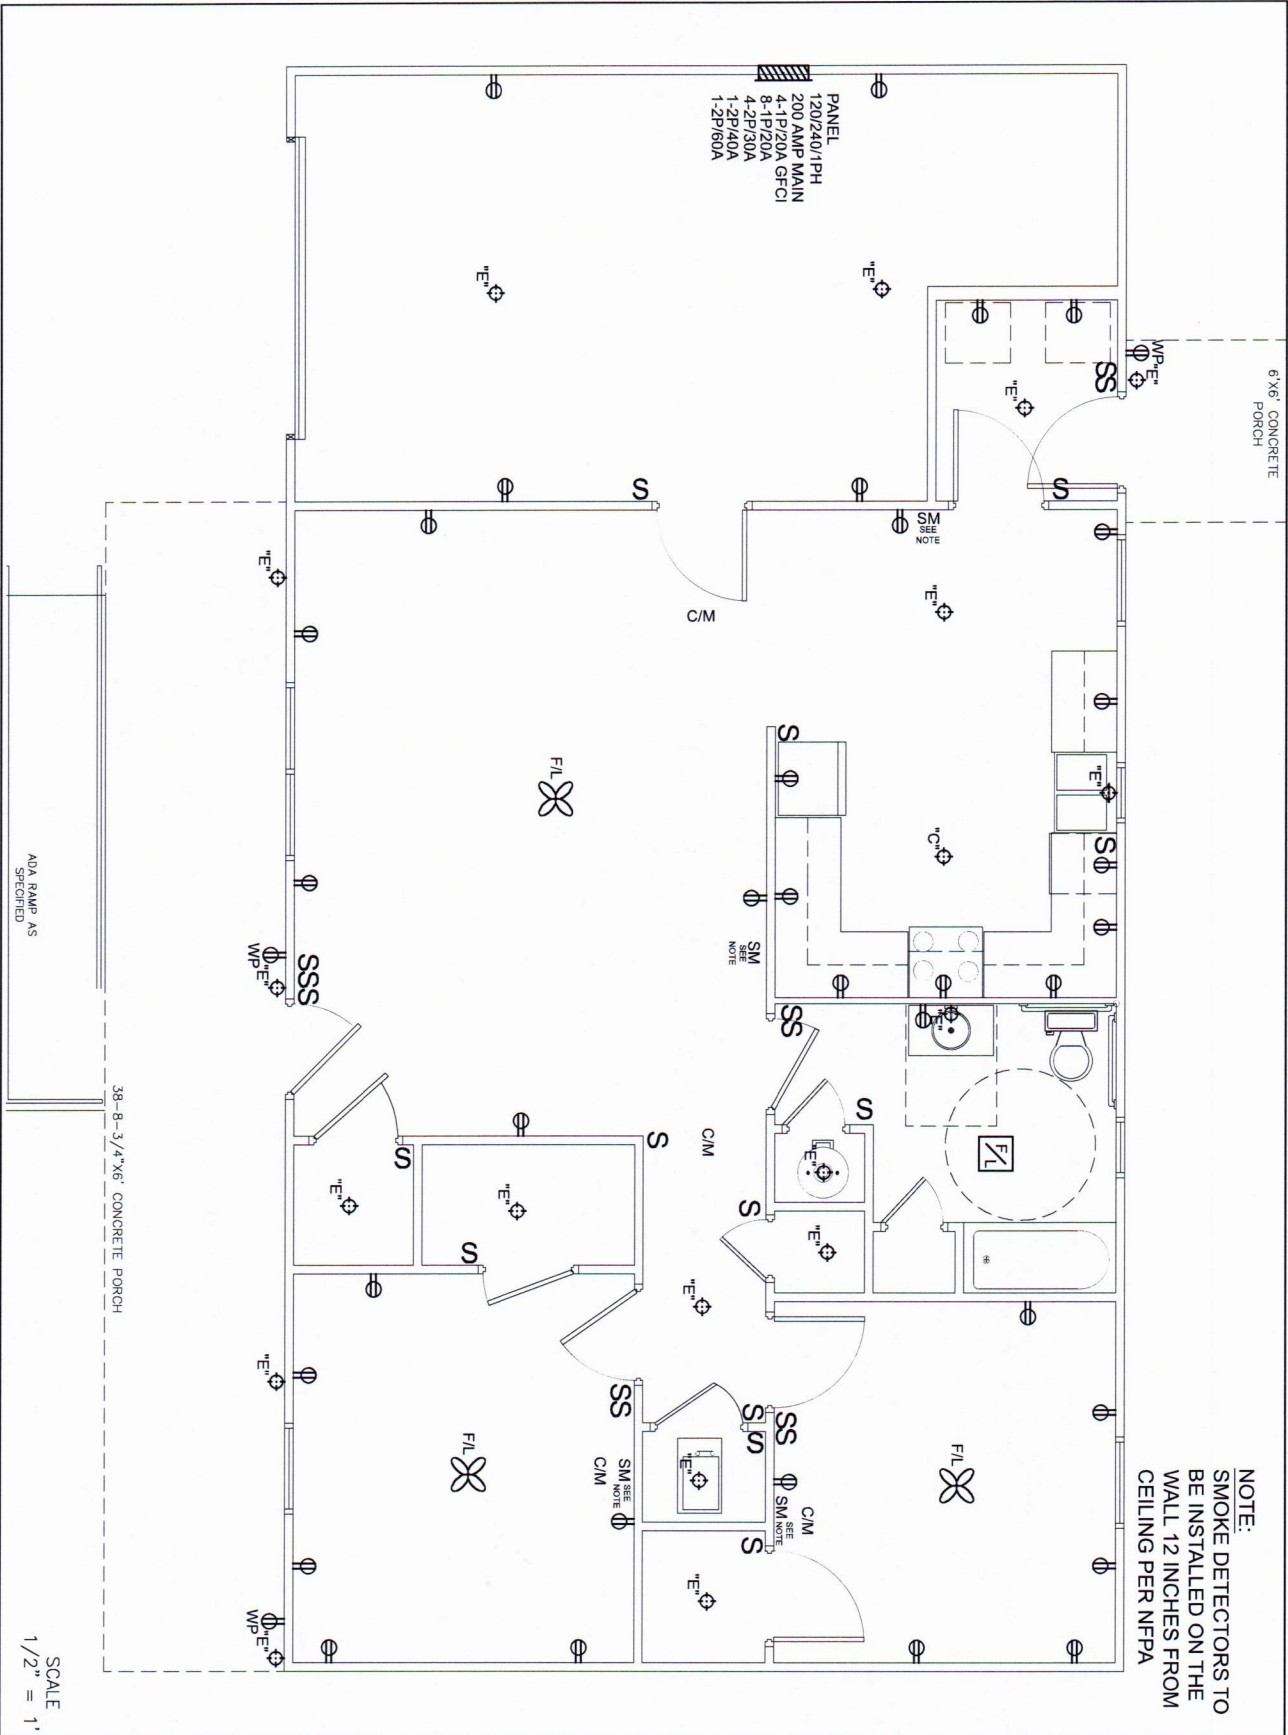 PANEL
120/240/1PH
200 AMP MAIN
4-1P/20A GFCI
8-1P/20A
4-2P/30A
1-2P/40A
1-2P/60A
"E"
"E"
6'X6' CONCRETE
PORCH
WP
"E"
SS
"E"
S
S
SM
SEE
NOTE
"E"
"E"
C/M
S
"E"
S
F/L
"C"
SM
SEE
NOTE
WP
"E"
SSS
SS
"E"
S
F/L
ADA RAMP AS
SPECIFIED
38-8-3/4"X6' CONCRETE PORCH
C/M
S
S
"E"
"E"
"E"
S
"E"
S
"E"
"E"
SS
S
S
SS
F/L
F/L
"E"
SM
SEE
NOTE
C/M
C/M
SM
SEE
NOTE
S
"E"
WP
"E"
NOTE:
SMOKE DETECTORS TO
BE INSTALLED ON THE
WALL 12 INCHES FROM
CEILING PER NFPA
SCALE
1/2" = 1'